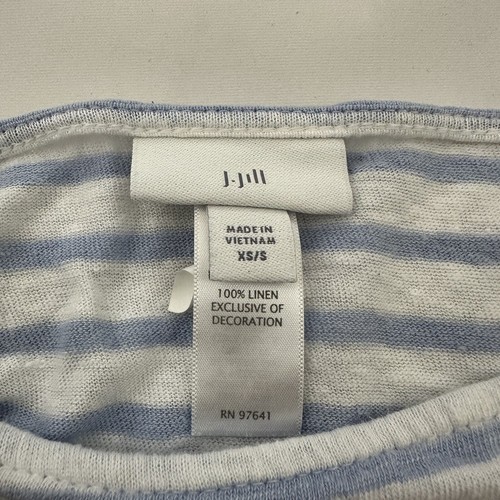 J.Jill
MADE IN
VIETNAM
XS/S
100% LINEN
EXCLUSIVE OF
DECORATION
RN 97641